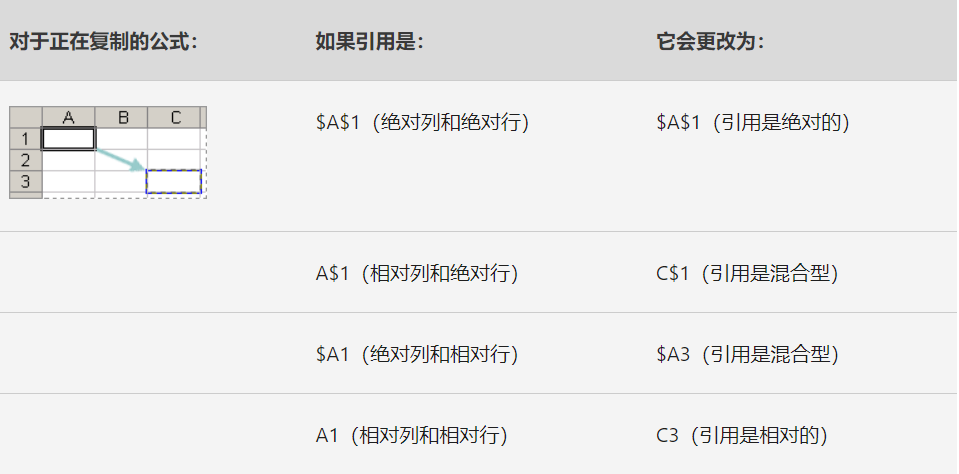 对于正在复制的公式： 如果引用是： 它会更改为：
A B C
1
2
3
$A$1（绝对列和绝对行） $A$1（引用是绝对的）
A$1（相对列和绝对行） C$1（引用是混合型）
$A1（绝对列和相对行） $A3（引用是混合型）
A1（相对列和相对行） C3（引用是相对的）